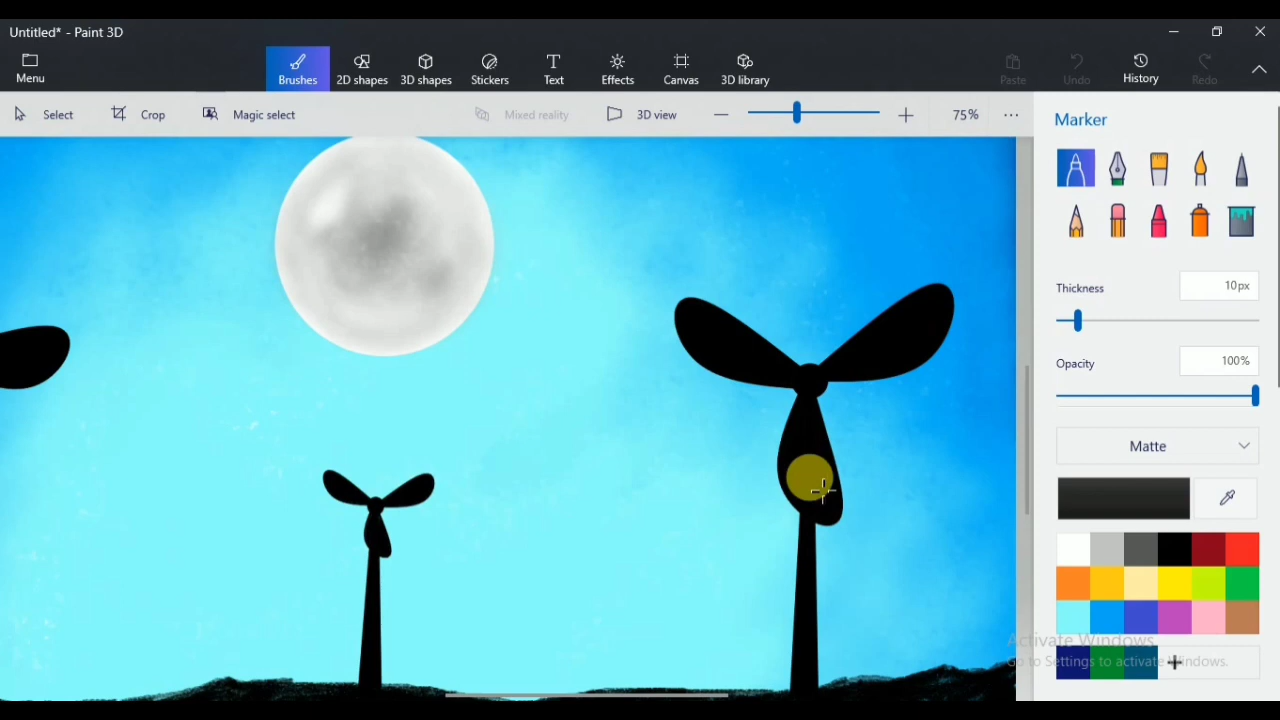 Untitled* - Paint 3D
Menu
Brushes
2D shapes
3D shapes
Stickers
Text
Effects
Canvas
3D library
Paste
Undo
History
Redo
Select
Crop
Magic select
Mixed reality
3D view
75%
Marker
Thickness
10px
Opacity
100%
Matte
Activate Windows
Go to Settings to activate Windows.